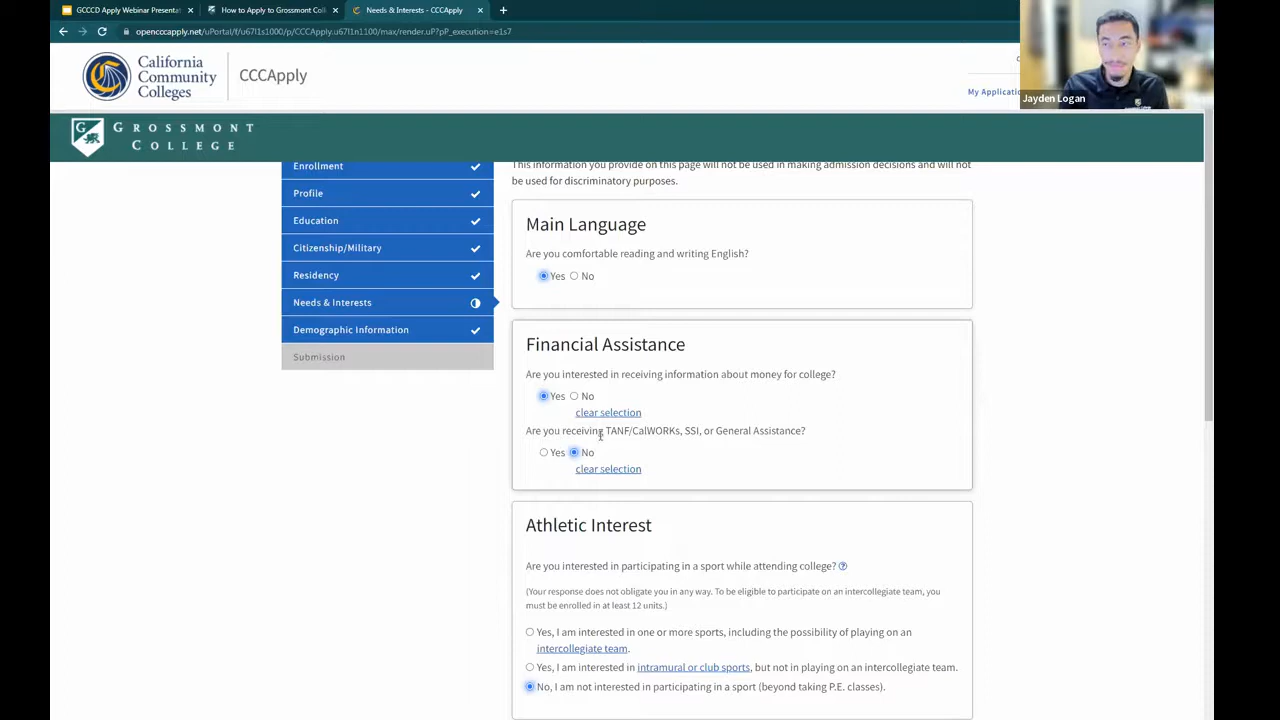 GCCCD Apply Webinar Presentat
How to Apply to Grossmont Coll
Needs & Interests - CCCApply
opencccapply.net/uPortal/f/u67l1s1000/p/CCCApply.u67l1n1100/max/render.uP?pP_execution=e1s7
California
Community
Colleges
CCCApply
My Applicatio
Jayden Logan
GROSSMONT
COLLEGE
Enrollment
Profile
Education
Citizenship/Military
Residency
Needs & Interests
Demographic Information
Submission
This information you provide on this page will not be used in making admission decisions and will not
be used for discriminatory purposes.
Main Language
Are you comfortable reading and writing English?
Yes No
Financial Assistance
Are you interested in receiving information about money for college?
Yes No
clear selection
Are you receiving TANF/CalWORKs, SSI, or General Assistance?
Yes No
clear selection
Athletic Interest
Are you interested in participating in a sport while attending college?
(Your response does not obligate you in any way. To be eligible to participate on an intercollegiate team, you
must be enrolled in at least 12 units.)
Yes, I am interested in one or more sports, including the possibility of playing on an
intercollegiate team.
Yes, I am interested in intramural or club sports, but not in playing on an intercollegiate team.
No, I am not interested in participating in a sport (beyond taking P.E. classes).